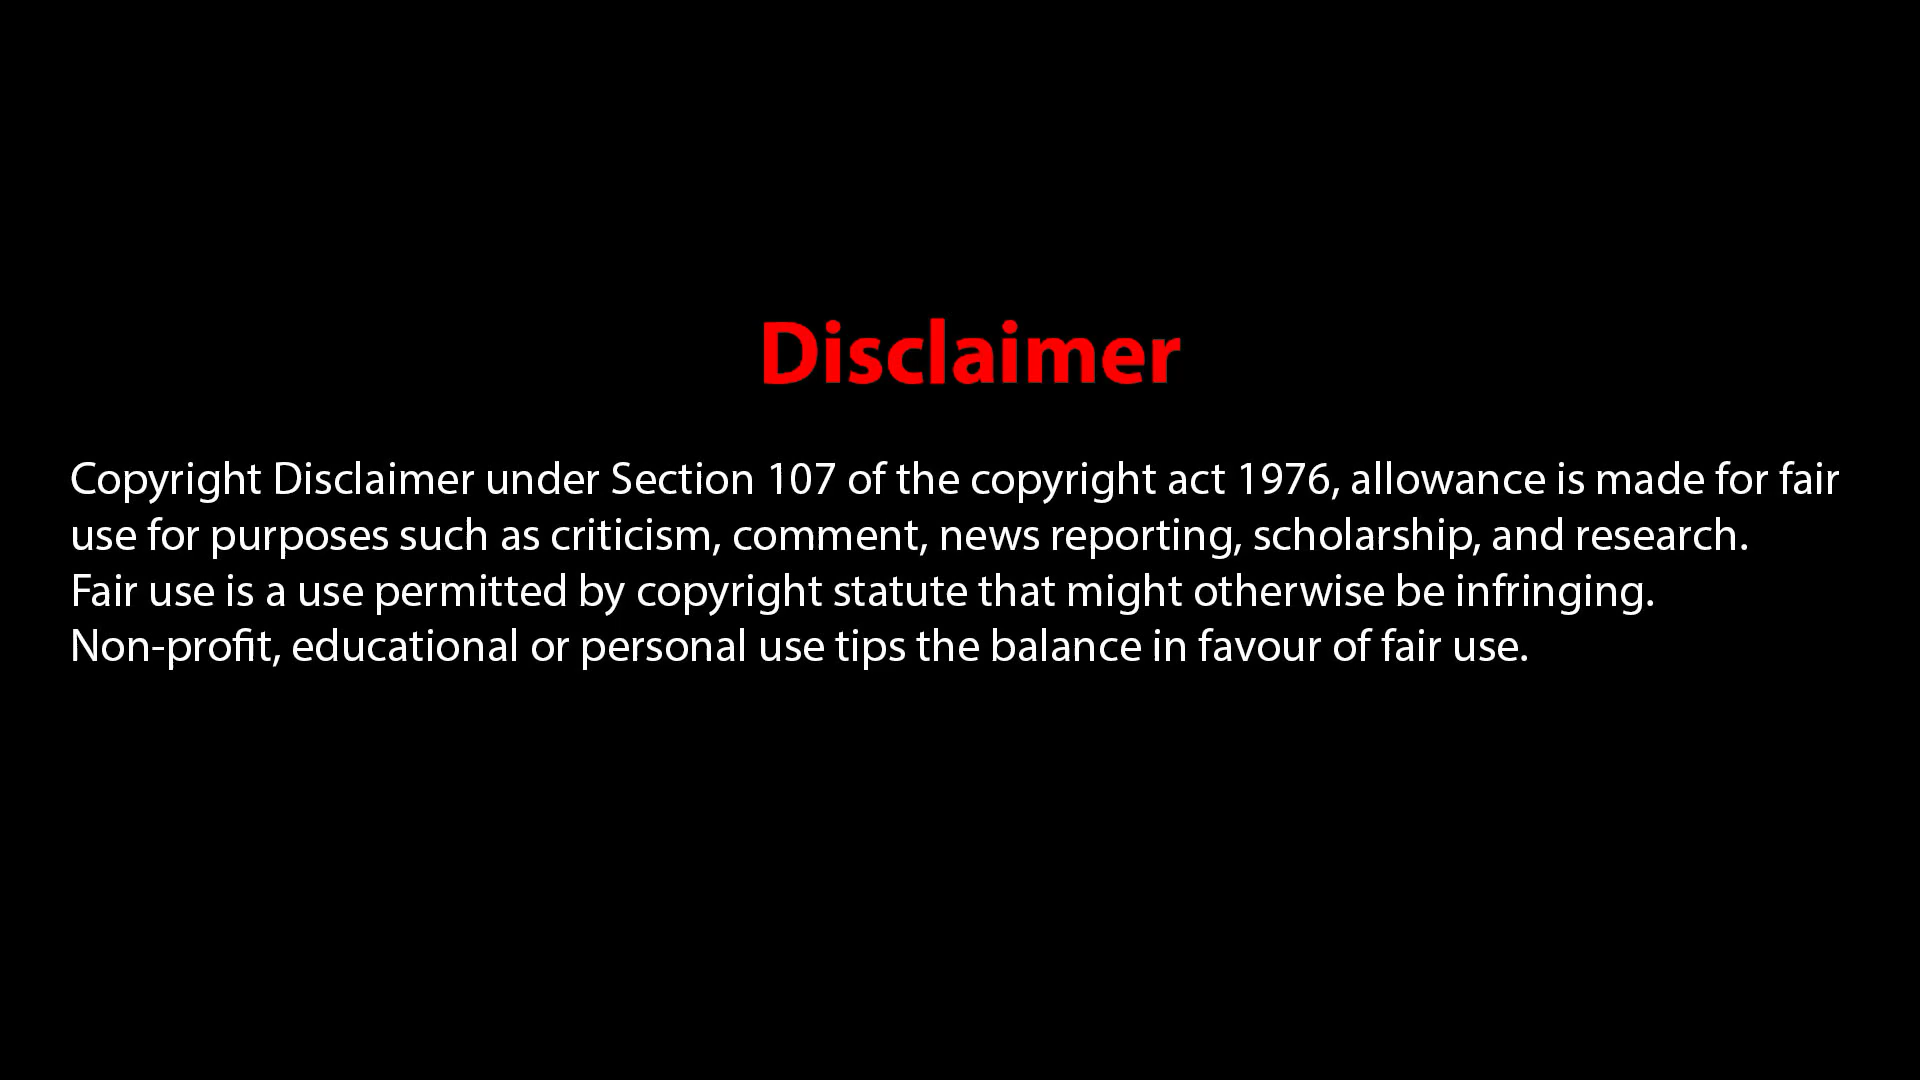 Disclaimer
Copyright Disclaimer under Section 107 of the copyright act 1976, allowance is made for fair
use for purposes such as criticism, comment, news reporting, scholarship, and research.
Fair use is a use permitted by copyright statute that might otherwise be infringing.
Non-profit, educational or personal use tips the balance in favour of fair use.